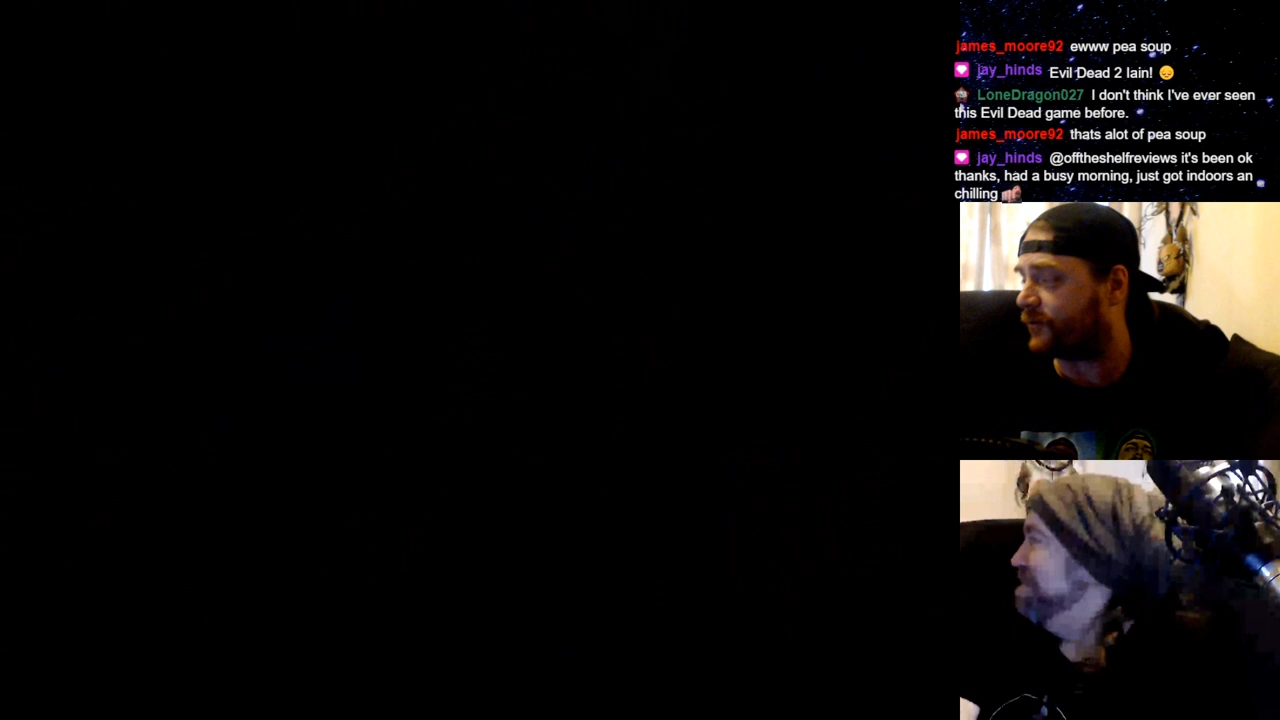 james_moore92 ewww pea soup
jay_hinds Evil Dead 2 Iain! 😔
LoneDragon027 I don't think I've ever seen
this Evil Dead game before.
james_moore92 thats alot of pea soup
jay_hinds @offtheshelfreviews it's been ok
thanks, had a busy morning, just got indoors an
chilling